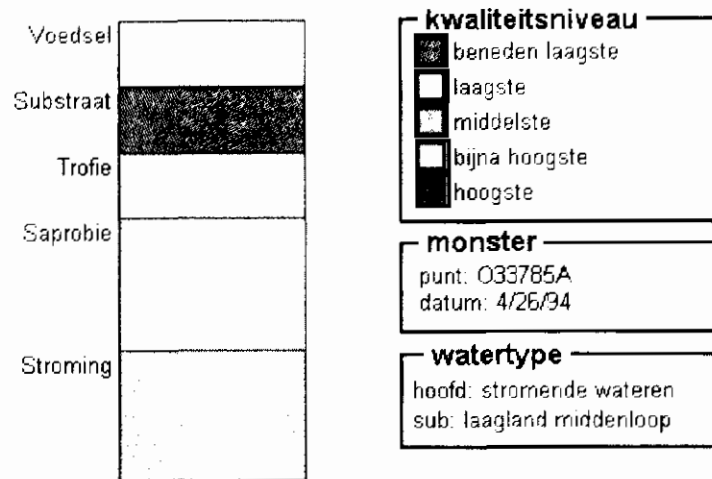 Voedsel
Substraat
Trofie
Saprobie
Stroming
kwaliteitsniveau
beneden laagste
laagste
middelste
bijna hoogste
hoogste
monster
punt: O33785A
datum: 4/26/94
watertype
hoofd: stromende wateren
sub: laagland middenloop